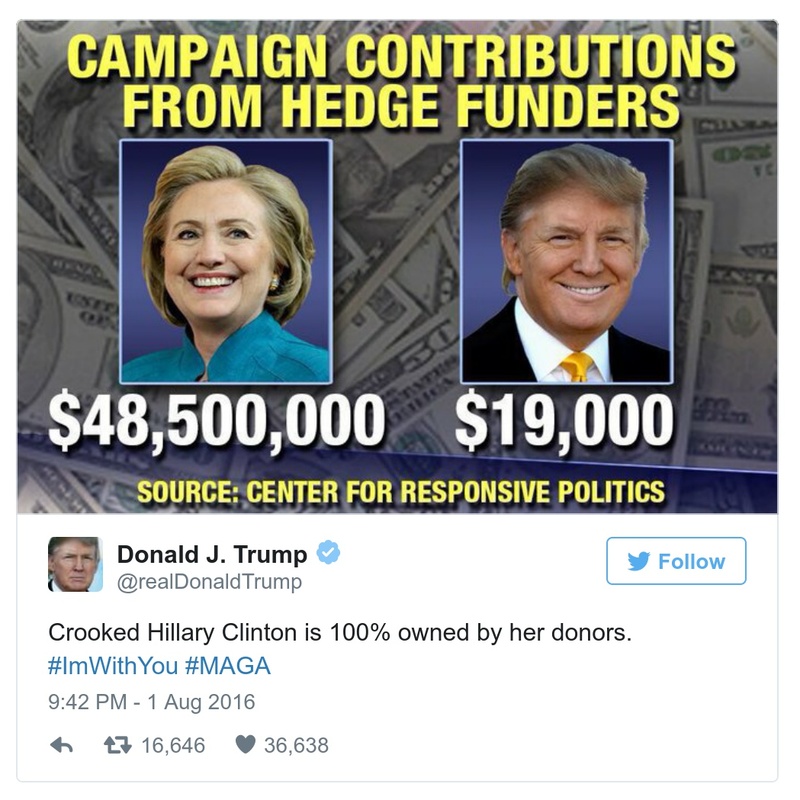 CAMPAIGN CONTRIBUTIONS
FROM HEDGE FUNDERS
$48,500,000 $19,000
SOURCE: CENTER FOR RESPONSIVE POLITICS
Donald J. Trump
@realDonaldTrump
Follow
Crooked Hillary Clinton is 100% owned by her donors.
#ImWithYou #MAGA
9:42 PM - 1 Aug 2016
16,646 36,638